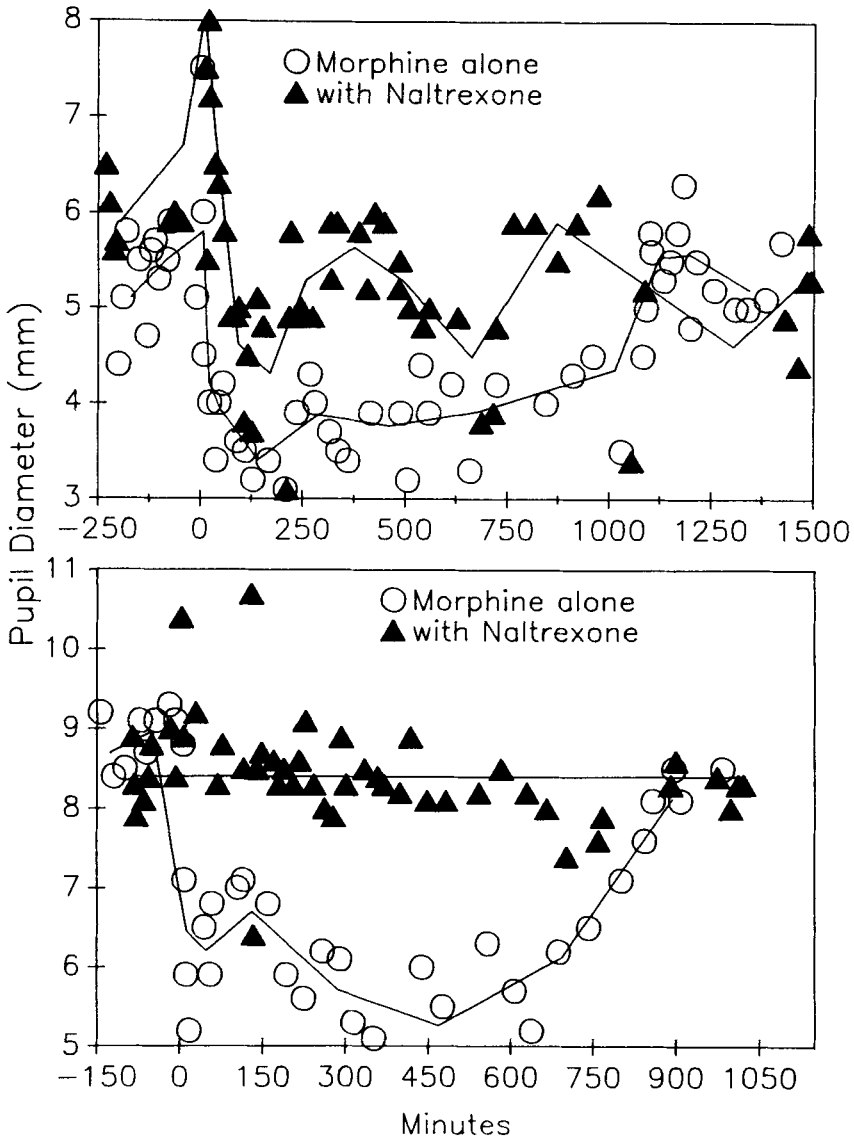 8
7
6
5
4
3
−250 0 250 500 750 1000 1250 1500
Morphine alone
with Naltrexone
Pupil Diameter (mm)
11
10
9
8
7
6
5
−150 0 150 300 450 600 750 900 1050
Morphine alone
with Naltrexone
Minutes